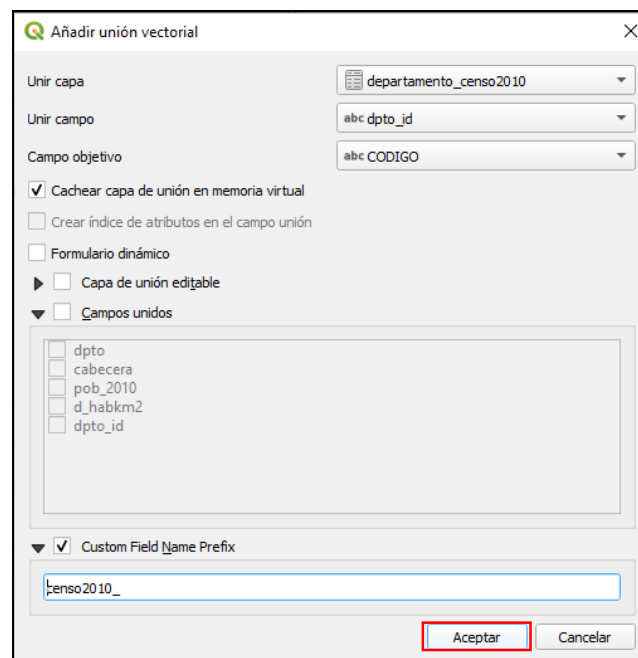 Añadir unión vectorial
Unir capa departamento_censo2010
Unir campo abc dpto_id
Campo objetivo abc CODIGO
Cachear capa de unión en memoria virtual
Crear índice de atributos en el campo unión
Formulario dinámico
Capa de unión editable
Campos unidos
dpto
cabecera
pob_2010
d_habkm2
dpto_id
Custom Field Name Prefix
censo2010_
Aceptar Cancelar